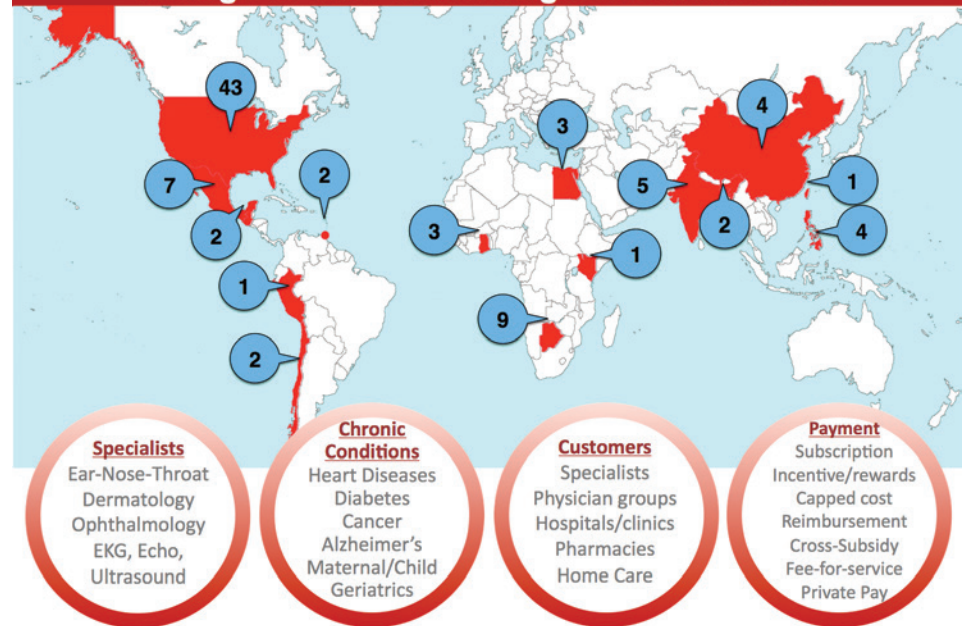 43
4
3
2
7
5
1
2
2
3
4
1
1
9
2
Specialists
Ear-Nose-Throat
Dermatology
Ophthalmology
EKG, Echo,
Ultrasound
Chronic
Conditions
Heart Diseases
Diabetes
Cancer
Alzheimer's
Maternal/Child
Geriatrics
Customers
Specialists
Physician groups
Hospitals/clinics
Pharmacies
Home Care
Payment
Subscription
Incentive/rewards
Capped cost
Reimbursement
Cross-Subsidy
Fee-for-service
Private Pay